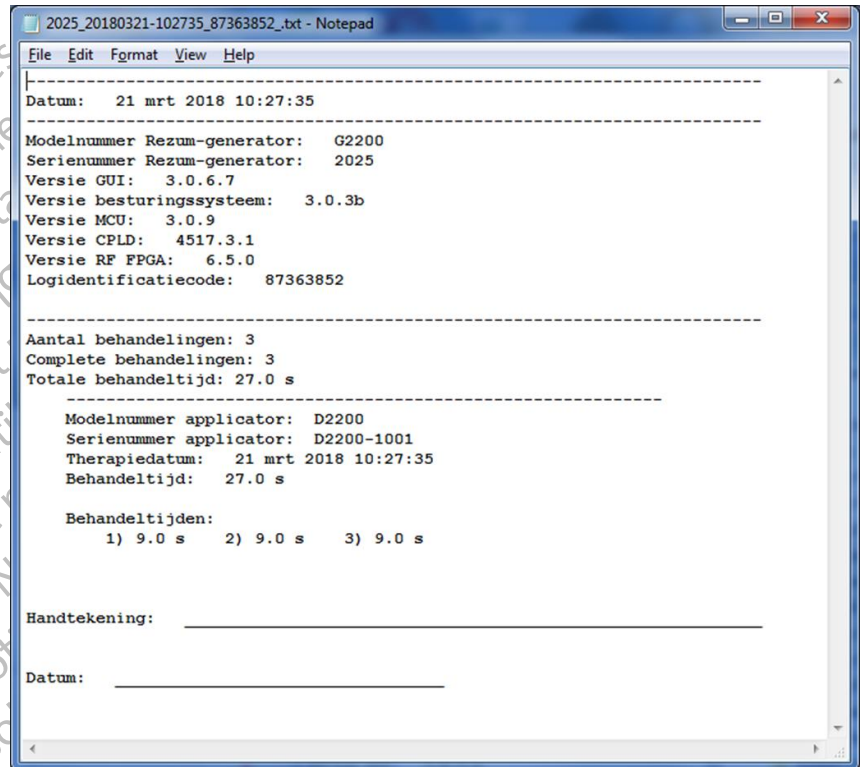 2025_20180321-102735_87363852_.txt - Notepad
File Edit Format View Help
-------------------------------------------------------------------------
Datum: 21 mrt 2018 10:27:35
-------------------------------------------------------------------------
Modelnummer Rezum-generator: G2200
Serienummer Rezum-generator: 2025
Versie GUI: 3.0.6.7
Versie besturingssysteem: 3.0.3b
Versie MCU: 3.0.9
Versie CPLD: 4517.3.1
Versie RF FPGA: 6.5.0
Logidentificatiecode: 87363852
-------------------------------------------------------------------------
Aantal behandelingen: 3
Complete behandelingen: 3
Totale behandeltijd: 27.0 s
------------------------------------------------------------
Modelnummer applicator: D2200
Serienummer applicator: D2200-1001
Therapiedatum: 21 mrt 2018 10:27:35
Behandeltijd: 27.0 s
Behandeltijden:
1) 9.0 s 2) 9.0 s 3) 9.0 s
Handtekening: __________________________________________________________
Datum: _________________________________